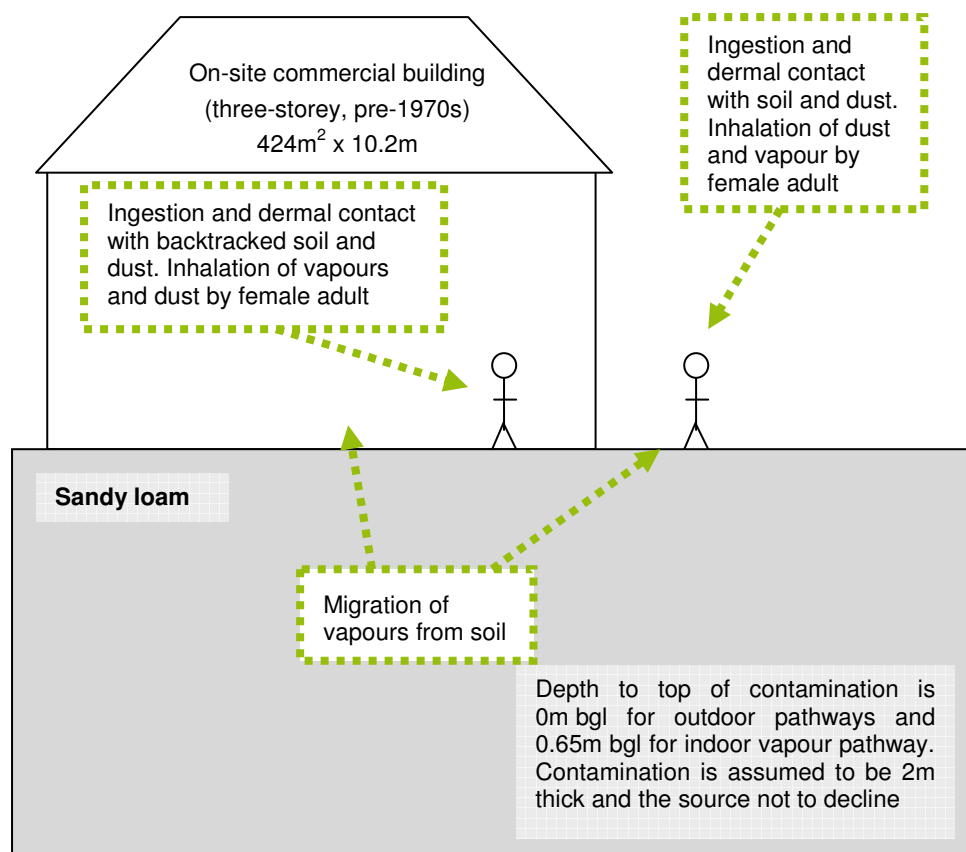 On-site commercial building
(three-storey, pre-1970s)
424m² x 10.2m
Ingestion and
dermal contact
with soil and dust.
Inhalation of dust
and vapour by
female adult
Ingestion and dermal contact
with backtracked soil and
dust. Inhalation of vapours
and dust by female adult
Sandy loam
Migration of
vapours from soil
Depth to top of contamination is
0m bgl for outdoor pathways and
0.65m bgl for indoor vapour pathway.
Contamination is assumed to be 2m
thick and the source not to decline